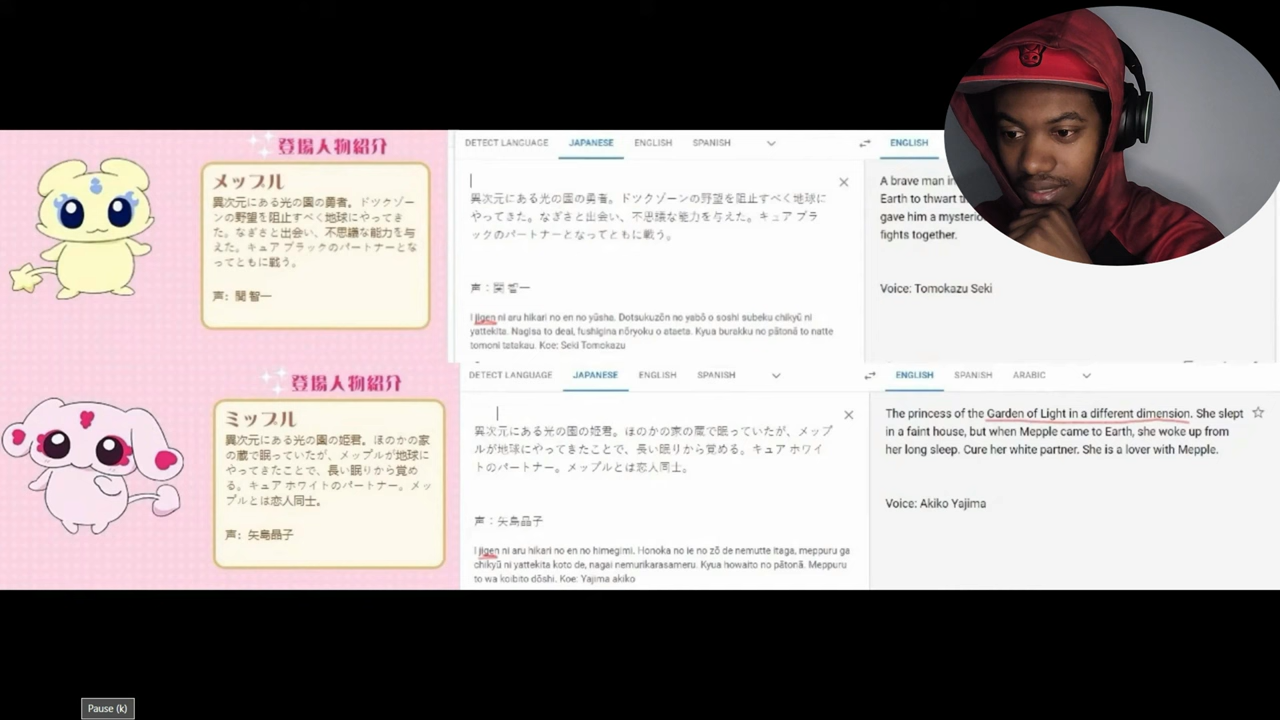 登場人物紹介
メップル
異次元にある光の園の勇者。ドツクゾー
ンの野望を阻止すべく地球にやってき
た。なぎさと出会い、不思議な能力を与
えた。キュア ブラックのパートナーとな
ってともに戦う。
声: 関 智一
DETECT LANGUAGE JAPANESE ENGLISH SPANISH
異次元にある光の園の勇者。ドツクゾーンの野望を阻止すべく地球に
やってきた。なぎさと出会い、不思議な能力を与えた。キュア ブラ
ックのパートナーとなってともに戦う。
声：関 智一
I jigen ni aru hikari no en no yūsha. Dotsukuzōn no yabō o soshi subeku chikyū ni
yattekita. Nagisa to deai, fushigina nōryoku o ataeta. Kyua burakku no pātonā to natte
tomoni tatakau. Koe: Seki Tomokazu
ENGLISH
A brave man in
Earth to thwart
gave him a
fights together.
Voice: Tomokazu Seki
登場人物紹介
ミップル
異次元にある光の園の姫君。ほのかの家
の蔵で眠っていたが、メップルが地球に
やってきたことで、長い眠りから覚め
る。キュア ホワイトのパートナー。メッ
プルとは恋人同士。
声: 矢島晶子
DETECT LANGUAGE JAPANESE ENGLISH SPANISH
異次元にある光の園の姫君。ほのかの家の蔵で眠っていたが、メップ
ルが地球にやってきたことで、長い眠りから覚める。キュア ホワイ
トのパートナー。メップルとは恋人同士。
声：矢島晶子
I jigen ni aru hikari no en no himegimi. Honoka no ie no zō de nemutte itaga, meppuru ga
chikyū ni yattekita koto de, nagai nemurikarasameru. Kyua howaito no pātonā. Meppuru
to wa koibito dōshi. Koe: Yajima akiko
ENGLISH SPANISH ARABIC
The princess of the Garden of Light in a different dimension. She slept
in a faint house, but when Mepple came to Earth, she woke up from
her long sleep. Cure her white partner. She is a lover with Mepple.
Voice: Akiko Yajima
Pause (k)